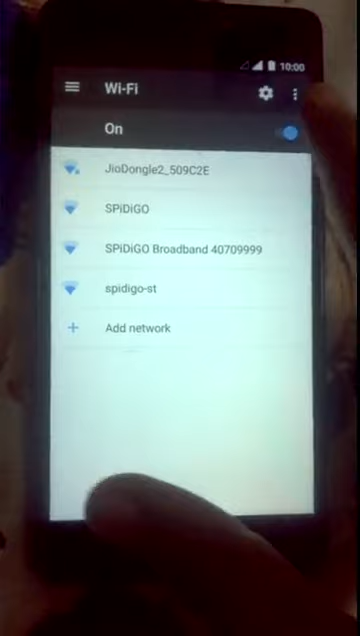 10:00
Wi-Fi
On
JioDongle2_509C2E
SPiDiGO
SPiDiGO Broadband 40709999
spidigo-st
Add network